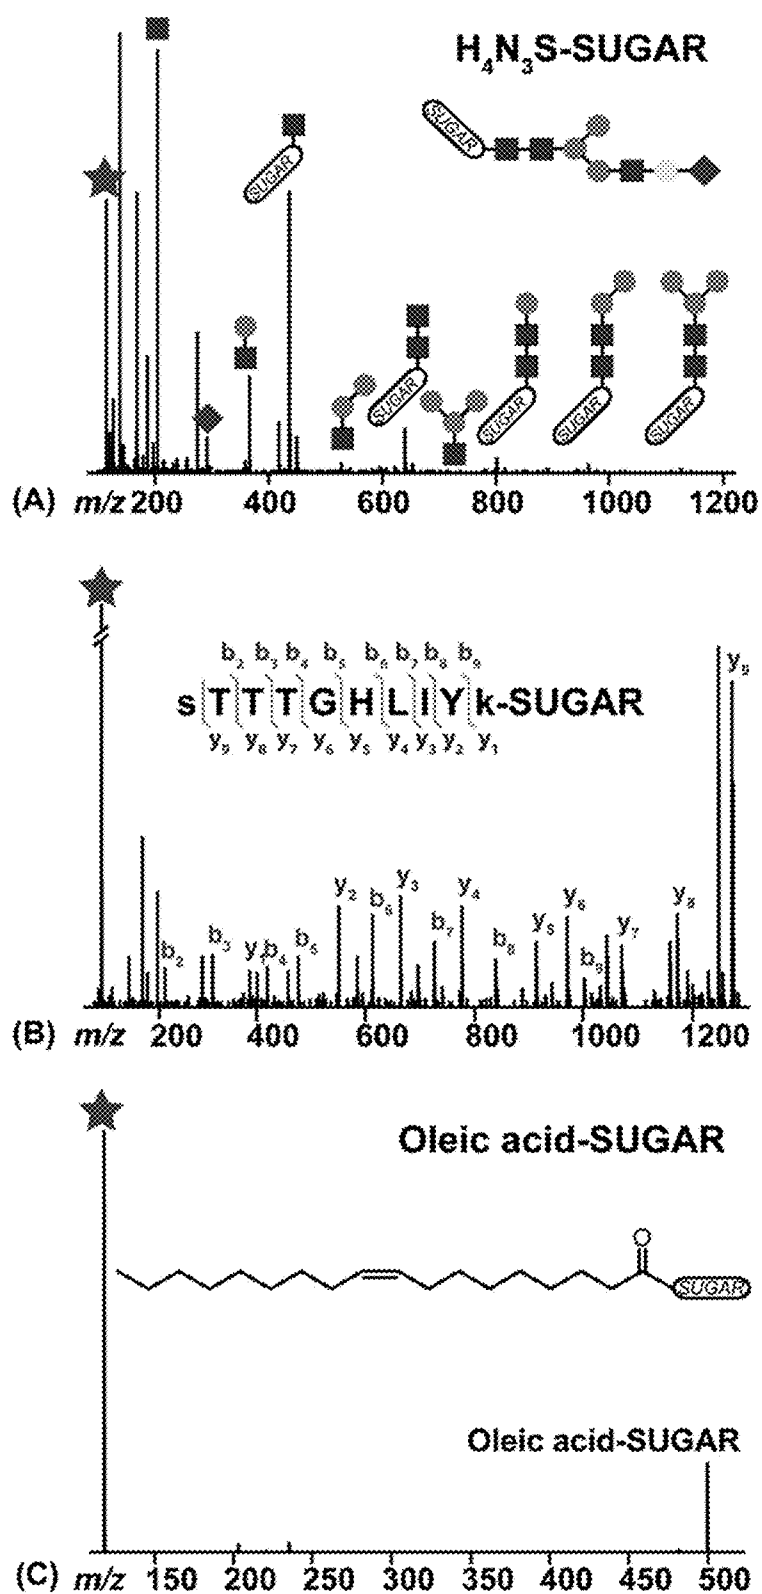 H₄N₃S-SUGAR
SUGAR
SUGAR
SUGAR
SUGAR
SUGAR
SUGAR
(A) m/z 200 400 600 800 1000 1200
b₂ b₃ b₄ b₅ b₆ b₇ b₈ b₉
sTTTGHLIYk-SUGAR
y₉ y₈ y₇ y₆ y₅ y₄ y₃ y₂ y₁
y₉
b₂ b₃ y₁ b₄ b₅ y₂ b₆ y₃ b₇ y₄ b₈ y₅ y₆ b₉ y₇ y₈
(B) m/z 200 400 600 800 1000 1200
Oleic acid-SUGAR
O
SUGAR
Oleic acid-SUGAR
(C) m/z 150 200 250 300 350 400 450 500